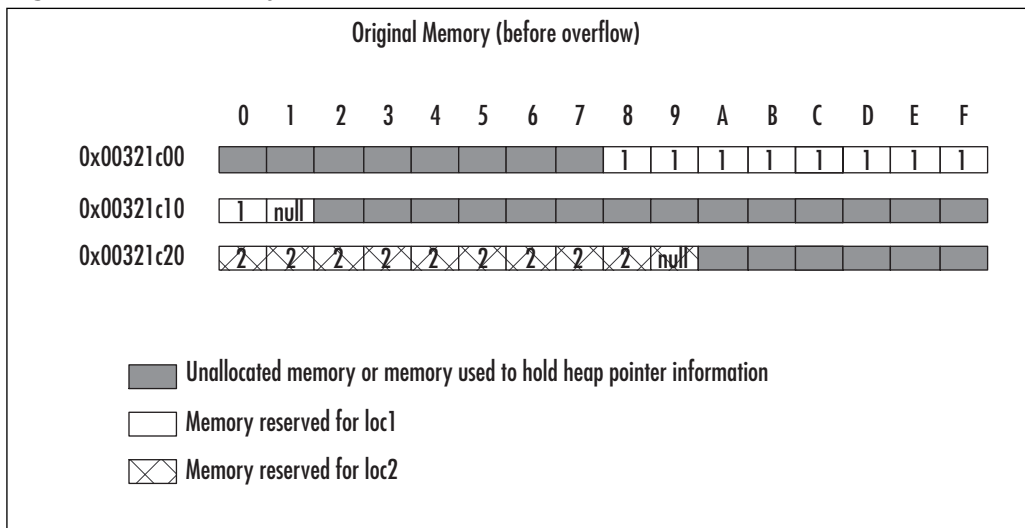 Original Memory (before overflow)
0 1 2 3 4 5 6 7 8 9 A B C D E F
0x00321c00 1 1 1 1 1 1 1 1
0x00321c10 1 null
0x00321c20 2 2 2 2 2 2 2 2 2 null
Unallocated memory or memory used to hold heap pointer information
Memory reserved for loc1
Memory reserved for loc2